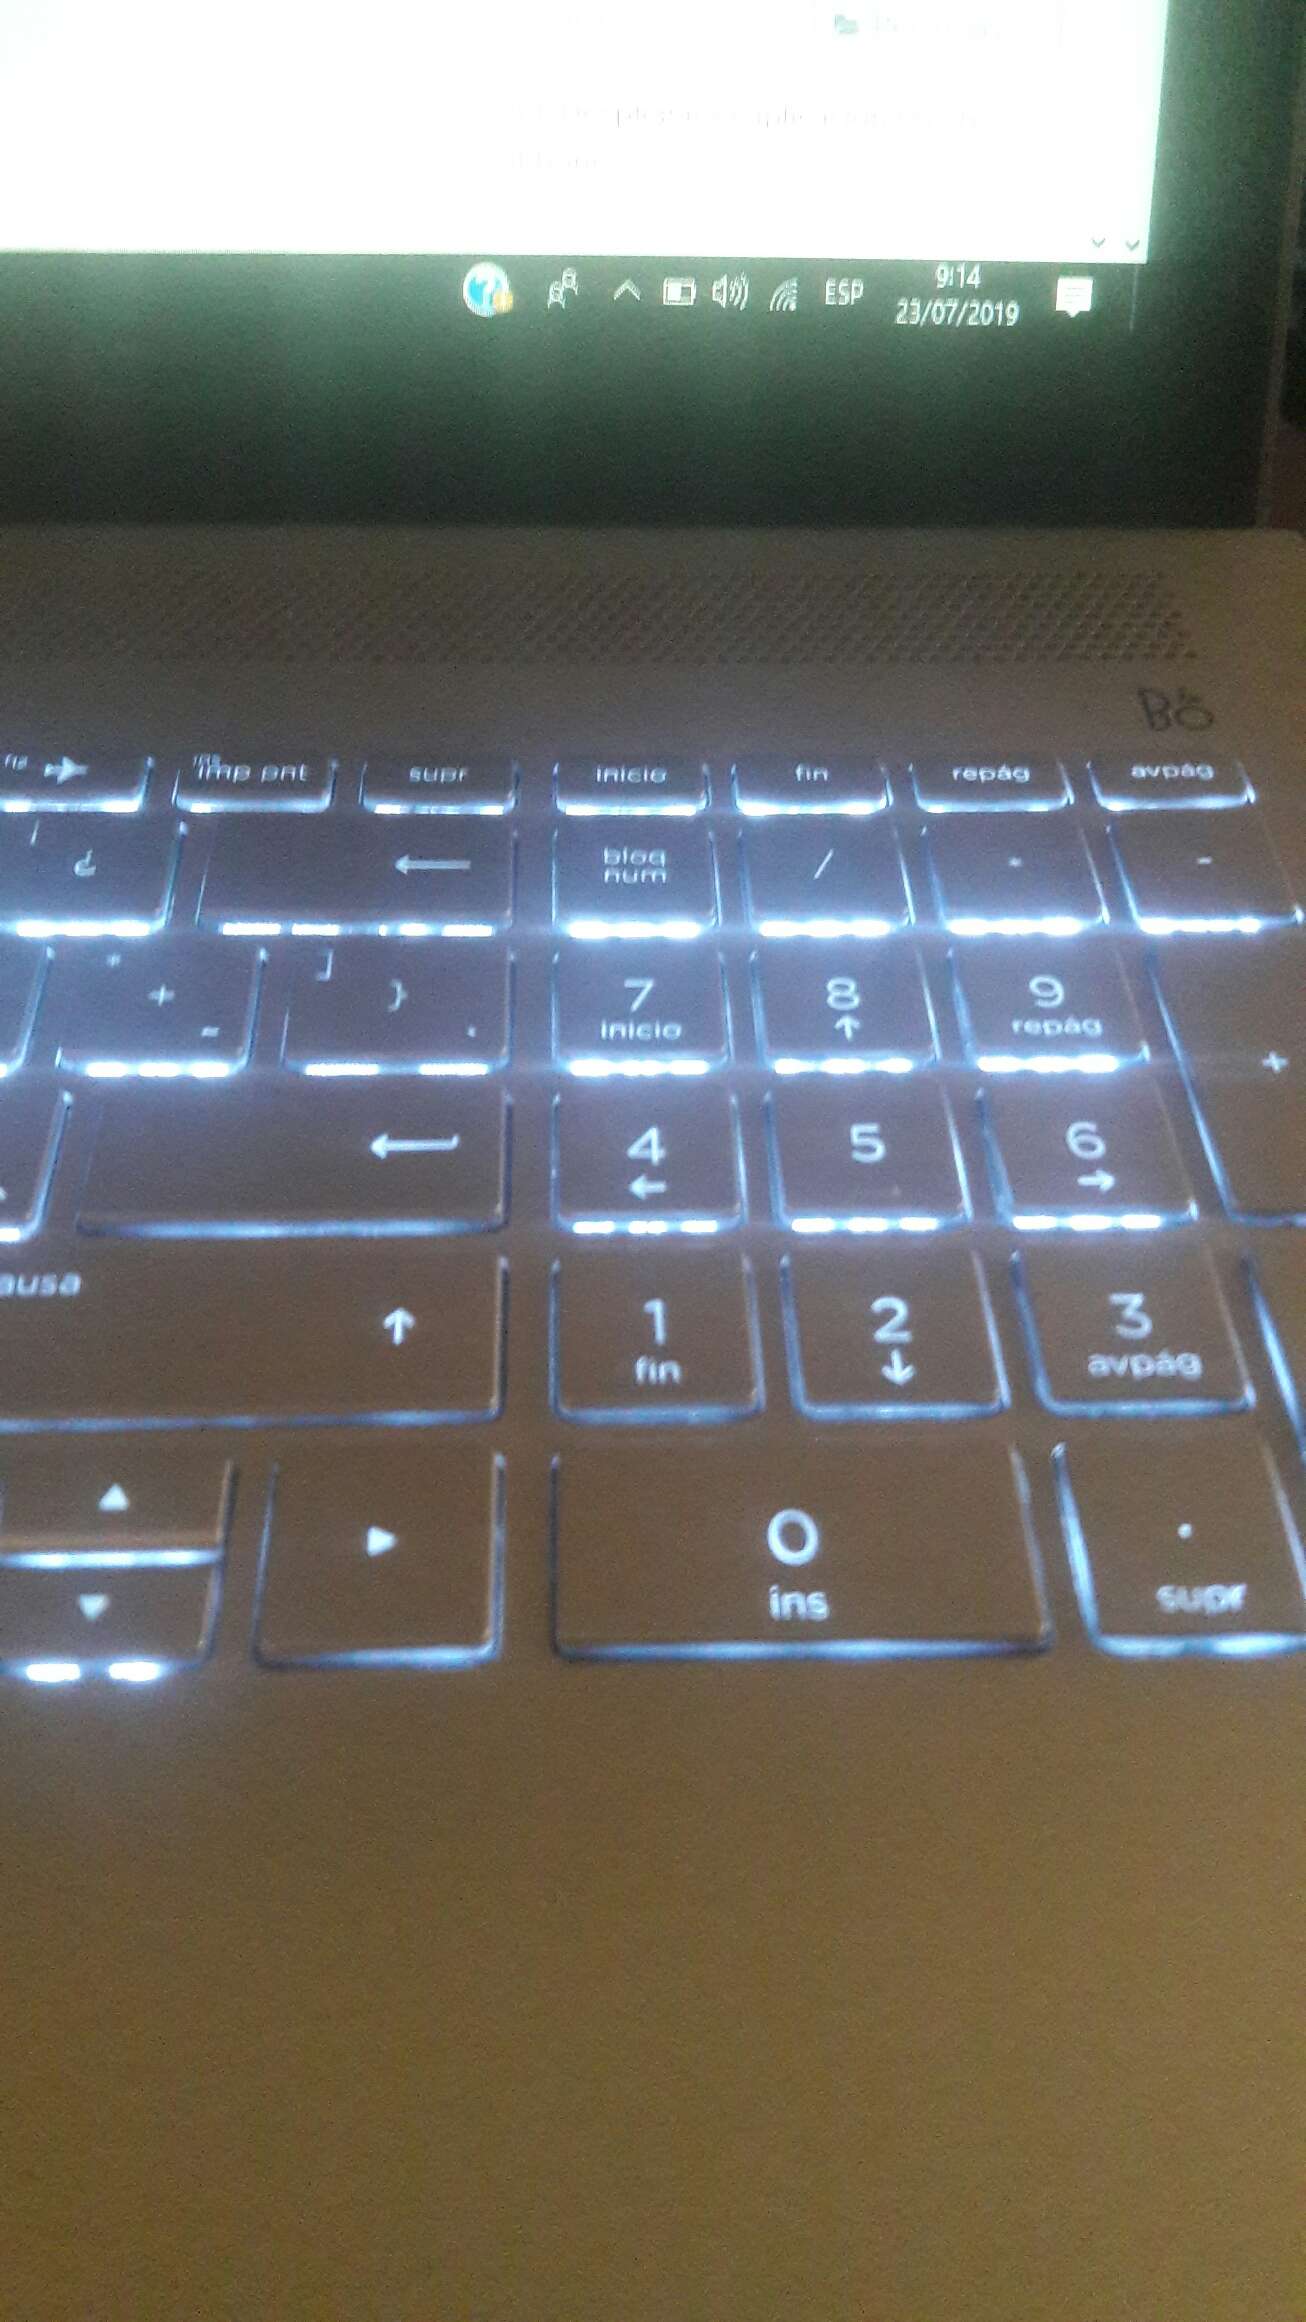 ESP
9:14
23/07/2019
imp pnt
supr
inicio
fin
repág
avpág
¿
bloq
num
/
-
* + ~
] }
7
inicio
8
9
repág
+
4
5
6
ausa
1
fin
2
3
avpág
0
ins
.
supr